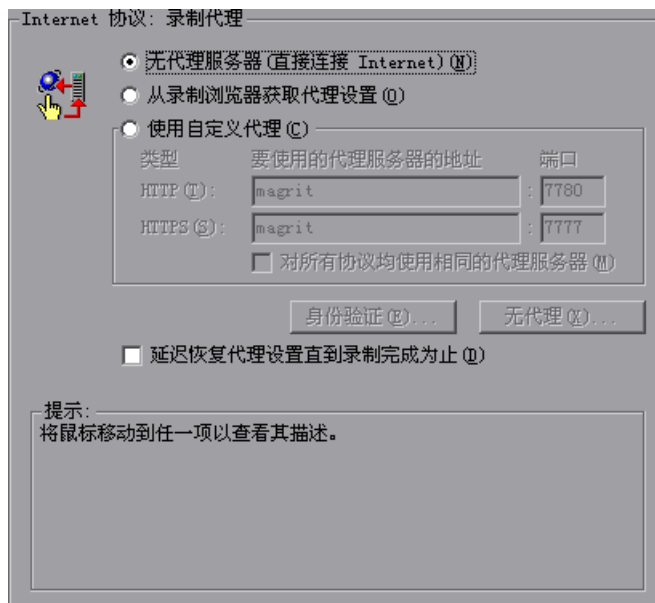 Internet 协议: 录制代理
无代理服务器(直接连接 Internet)(N)
从录制浏览器获取代理设置(O)
使用自定义代理(C)
类型 要使用的代理服务器的地址 端口
HTTP(T): magrit : 7780
HTTPS(S): magrit : 7777
对所有协议均使用相同的代理服务器(M)
身份验证(E)... 无代理(X)...
延迟恢复代理设置直到录制完成为止(D)
提示:
将鼠标移动到任一项以查看其描述。